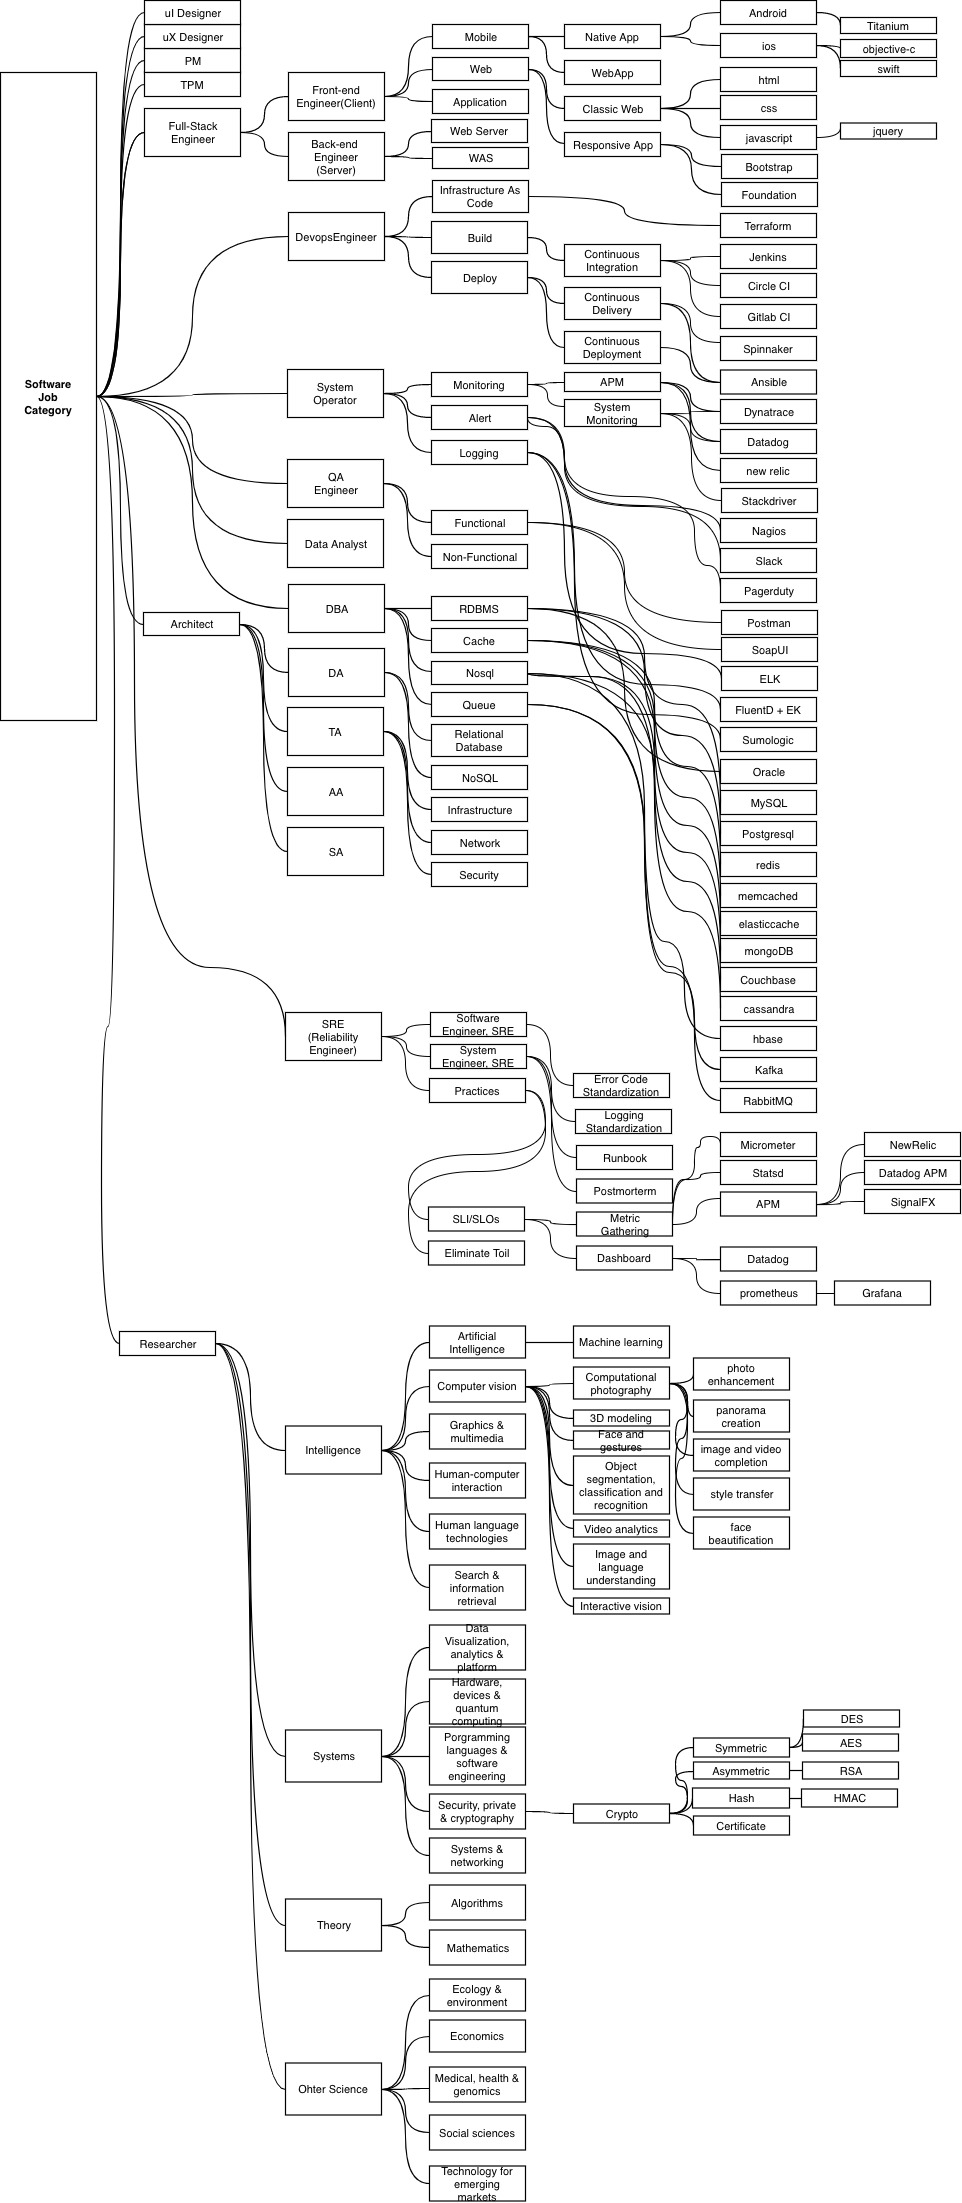 Software
Job
Category
uI Designer
uX Designer
PM
TPM
Full-Stack
Engineer
Front-end
Engineer(Client)
Back-end
Engineer
(Server)
Mobile
Web
Application
Web Server
WAS
Native App
WebApp
Classic Web
Responsive App
Android
ios
html
css
javascript
Bootstrap
Foundation
Titanium
objective-c
swift
jquery
DevopsEngineer
Infrastructure As
Code
Build
Deploy
Continuous
Integration
Continuous
Delivery
Continuous
Deployment
Terraform
Jenkins
Circle CI
Gitlab CI
Spinnaker
Ansible
System
Operator
Monitoring
Alert
Logging
APM
System
Monitoring
Dynatrace
Datadog
new relic
Stackdriver
Nagios
Slack
Pagerduty
QA
Engineer
Functional
Non-Functional
Postman
SoapUI
Data Analyst
DBA
RDBMS
Cache
Nosql
Queue
ELK
FluentD + EK
Sumologic
Oracle
MySQL
Postgresql
redis
memcached
elasticcache
mongoDB
Couchbase
cassandra
hbase
Kafka
RabbitMQ
Architect
DA
TA
AA
SA
Relational
Database
NoSQL
Infrastructure
Network
Security
SRE
(Reliability
Engineer)
Software
Engineer, SRE
System
Engineer, SRE
Practices
Error Code
Standardization
Logging
Standardization
Runbook
Postmorterm
SLI/SLOs
Eliminate Toil
Metric
Gathering
Dashboard
Micrometer
Statsd
APM
NewRelic
Datadog APM
SignalFX
Datadog
prometheus
Grafana
Researcher
Intelligence
Artificial
Intelligence
Machine learning
Computer vision
Graphics &
multimedia
Human-computer
interaction
Human language
technologies
Search &
information
retrieval
Computational
photography
3D modeling
Face and
gestures
Object
segmentation,
classification and
recognition
Video analytics
Image and
language
understanding
Interactive vision
photo
enhancement
panorama
creation
image and video
completion
style transfer
face
beautification
Systems
Data
Visualization,
analytics &
platform
Hardware,
devices &
quantum
computing
Porgramming
languages &
software
engineering
Security, private
& cryptography
Systems &
networking
Crypto
Symmetric
Asymmetric
Hash
Certificate
DES
AES
RSA
HMAC
Theory
Algorithms
Mathematics
Ohter Science
Ecology &
environment
Economics
Medical, health &
genomics
Social sciences
Technology for
emerging
markets